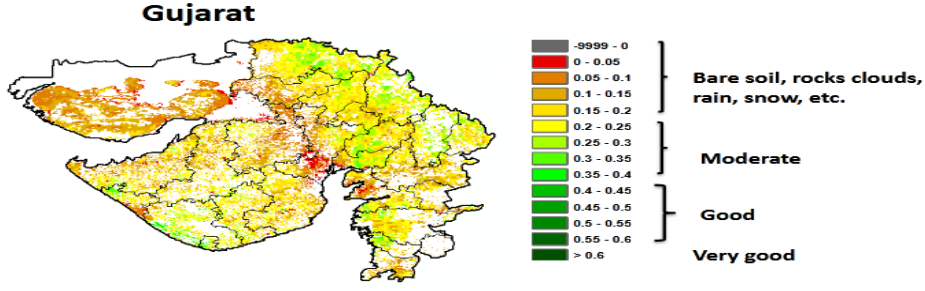 Gujarat
-9999 - 0
0 - 0.05
0.05 - 0.1
0.1 - 0.15
0.15 - 0.2
0.2 - 0.25
0.25 - 0.3
0.3 - 0.35
0.35 - 0.4
0.4 - 0.45
0.45 - 0.5
0.5 - 0.55
0.55 - 0.6
> 0.6
Bare soil, rocks clouds,
rain, snow, etc.
Moderate
Good
Very good